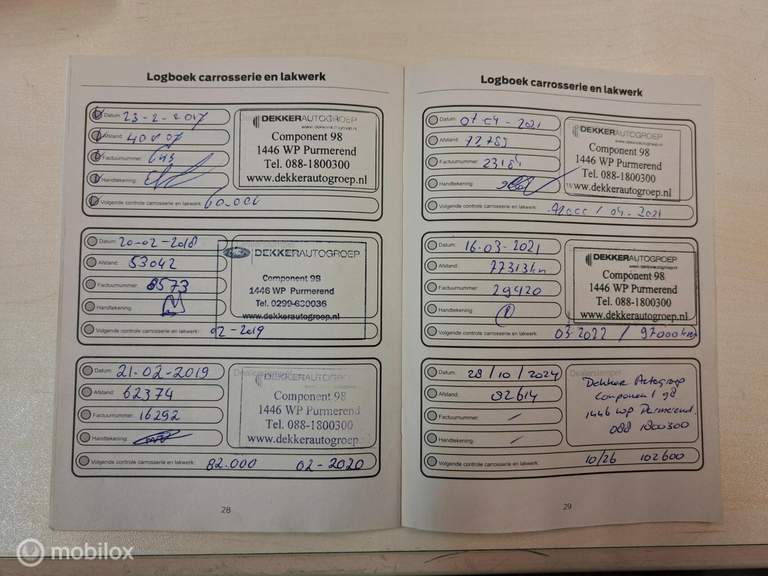 Logboek carrosserie en lakwerk
Datum: 23-2-2017
Afstand: 40007
Factuurnummer:
Handtekening:
Volgende controle carrosserie en lakwerk: 60.000
DEKKERAUTOGROEP
Component 98
1446 WP Purmerend
Tel. 088-1800300
www.dekkerautogroep.nl
Datum: 20-02-2018
Afstand: 53042
Factuurnummer: 8573
Handtekening:
Volgende controle carrosserie en lakwerk: 02-2019
DEKKERAUTOGROEP
Component 98
1446 WP Purmerend
Tel. 0299-630036
www.dekkerautogroep.nl
Datum: 21-02-2019
Afstand: 62374
Factuurnummer: 16292
Handtekening:
Volgende controle carrosserie en lakwerk: 82.000 02-2020
DEKKERAUTOGROEP
Component 98
1446 WP Purmerend
Tel. 088-1800300
www.dekkerautogroep.nl
28
Logboek carrosserie en lakwerk
Datum: 07 04-2021
Afstand:
Factuurnummer: 23184
Handtekening:
Volgende controle carrosserie en lakwerk: / 04-2021
DEKKERAUTOGROEP
Component 98
1446 WP Purmerend
Tel. 088-1800300
www.dekkerautogroep.nl
Datum: 16-03-2021
Afstand: 77313km
Factuurnummer: 29420
Handtekening:
Volgende controle carrosserie en lakwerk: 03-2022 / 97000km
DEKKERAUTOGROEP
Component 98
1446 WP Purmerend
Tel. 088-1800300
www.dekkerautogroep.nl
Datum: 28/10/2024
Afstand: 92614
Factuurnummer: /
Handtekening: /
Volgende controle carrosserie en lakwerk: 10/26 102600
Dekker Autogroep
Component 98
1446 WP Purmerend
088 1800300
29
mobilox